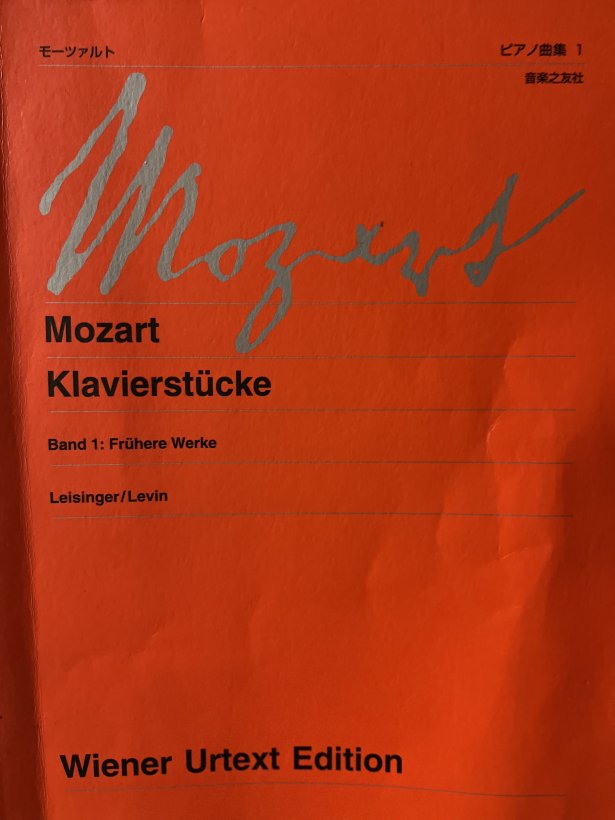 モーツァルト ピアノ曲集 1
音楽之友社
Mozart
Mozart
Klavierstücke
Band 1: Frühere Werke
Leisinger/Levin
Wiener Urtext Edition